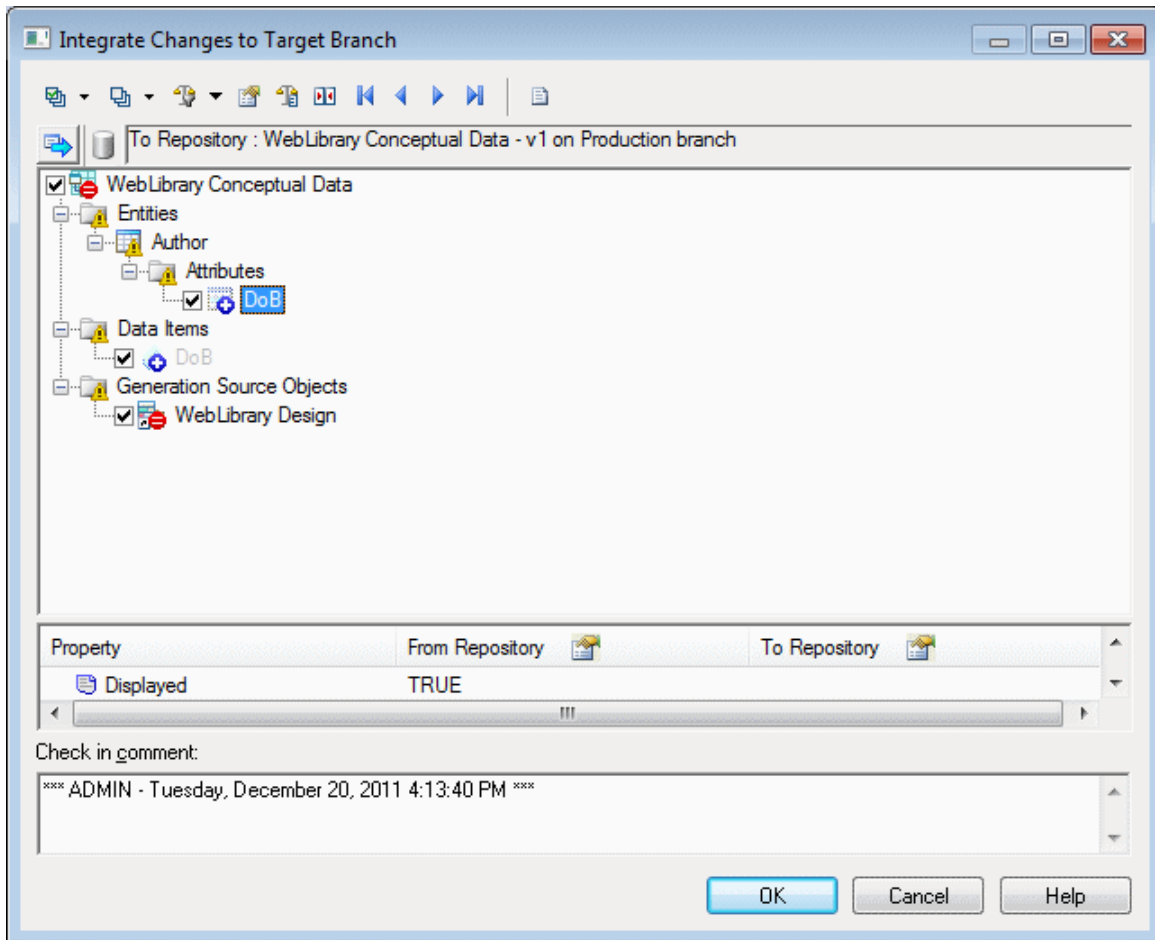 Integrate Changes to Target Branch
To Repository : WebLibrary Conceptual Data - v1 on Production branch
WebLibrary Conceptual Data
Entities
Author
Attributes
DoB
Data Items
DoB
Generation Source Objects
WebLibrary Design
Property From Repository To Repository
Displayed TRUE
Check in comment:
*** ADMIN - Tuesday, December 20, 2011 4:13:40 PM ***
OK Cancel Help